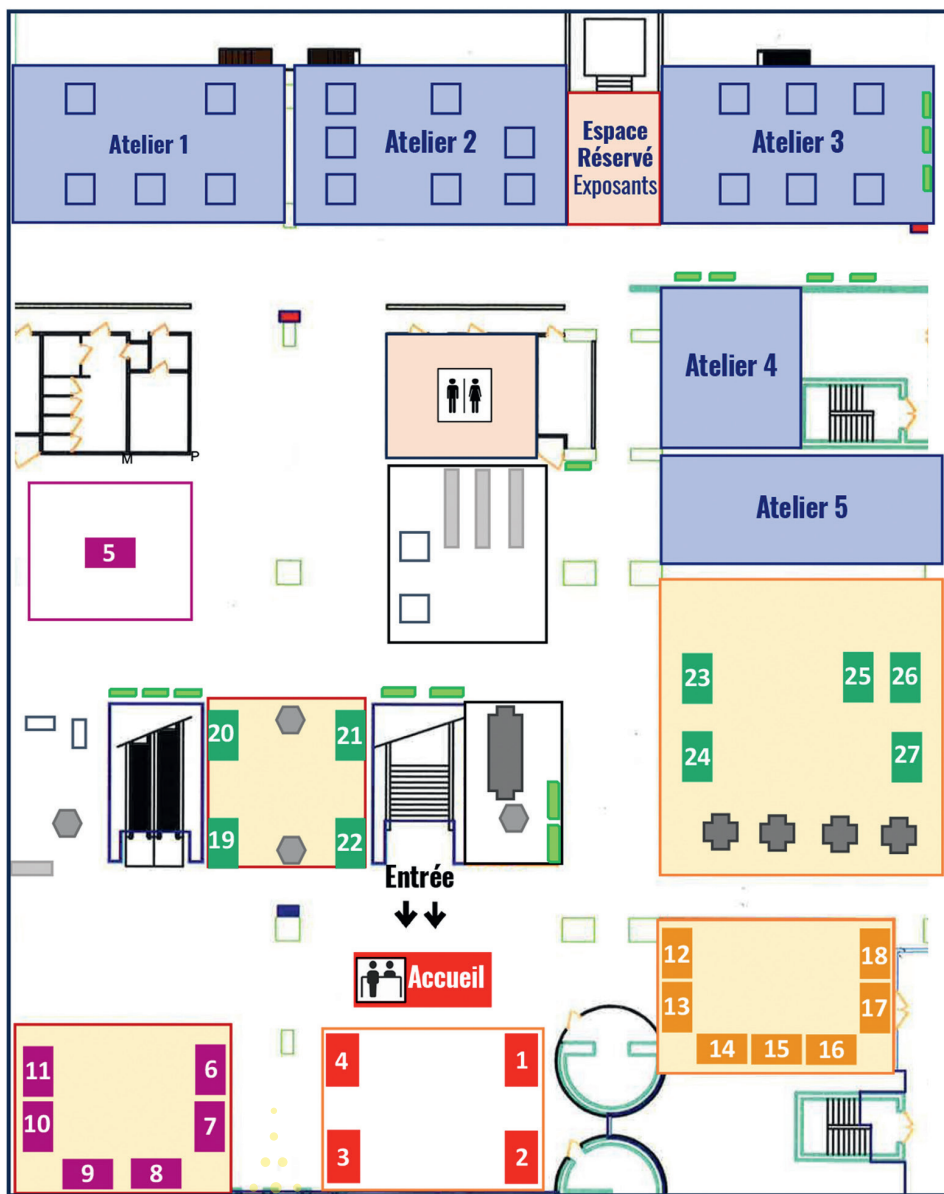 Atelier 1
Atelier 2
Espace
Réservé
Exposants
Atelier 3
Atelier 4
M
P
Atelier 5
5
23
25
26
20
21
24
27
19
22
Entrée
Accueil
12
18
13
17
14
15
16
11
6
4
1
10
7
3
2
9
8